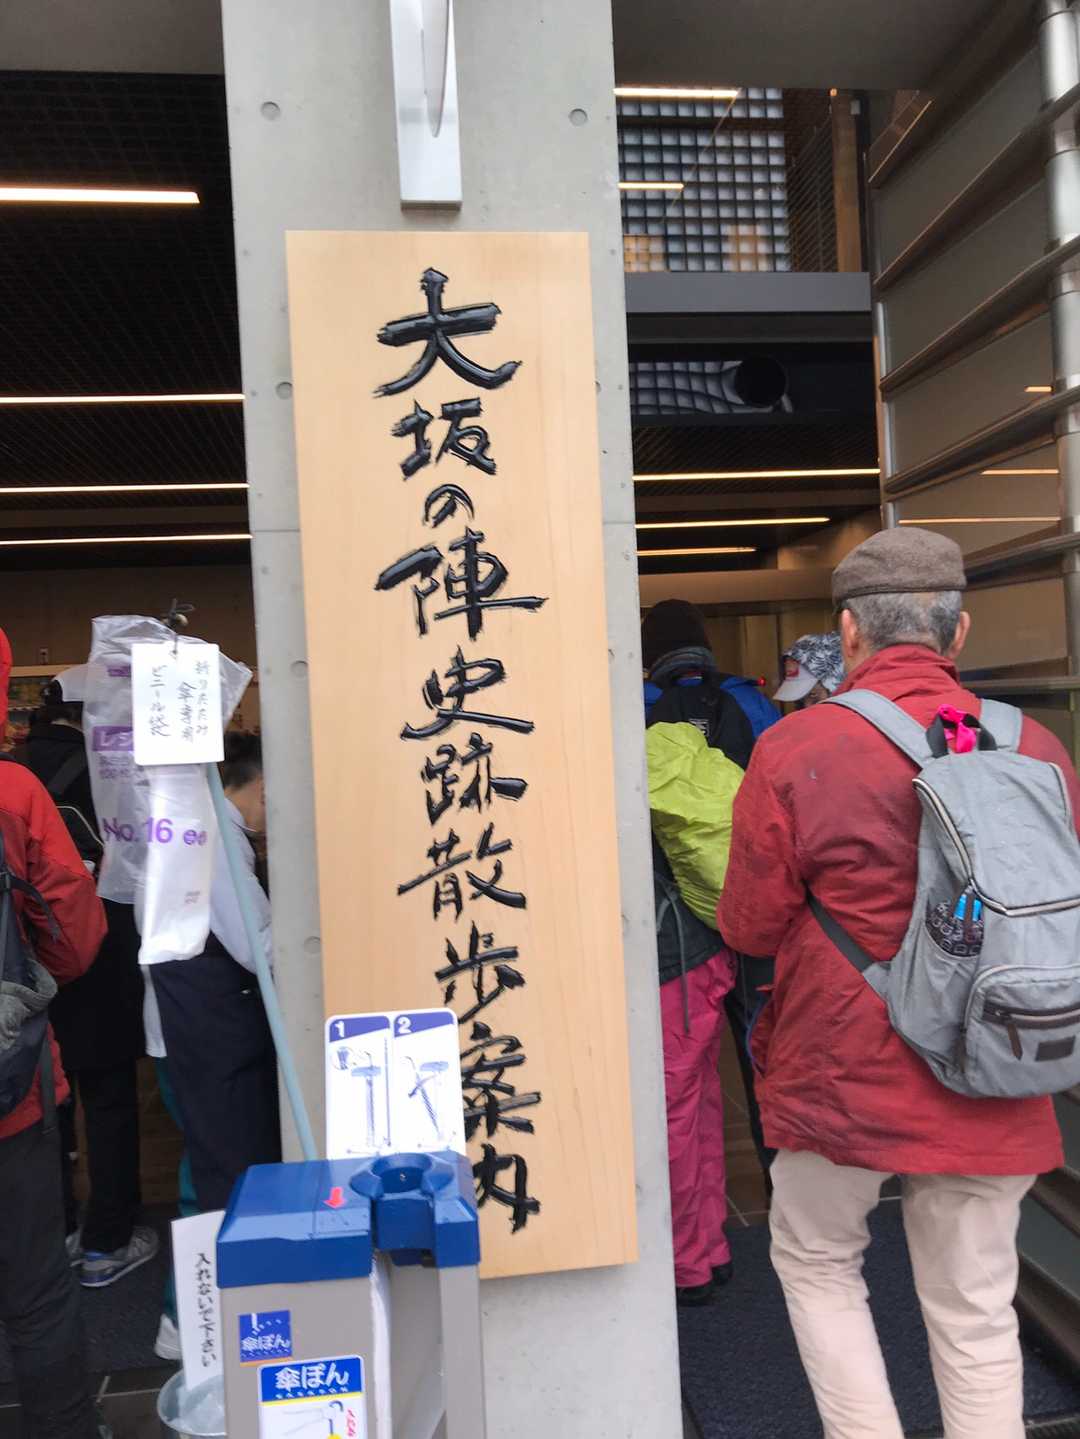 大坂の陣史跡散歩案内
折りたたみ
傘専用
ビニール袋
No.16
1
2
入れないで下さい
傘ぽん
傘ぽん